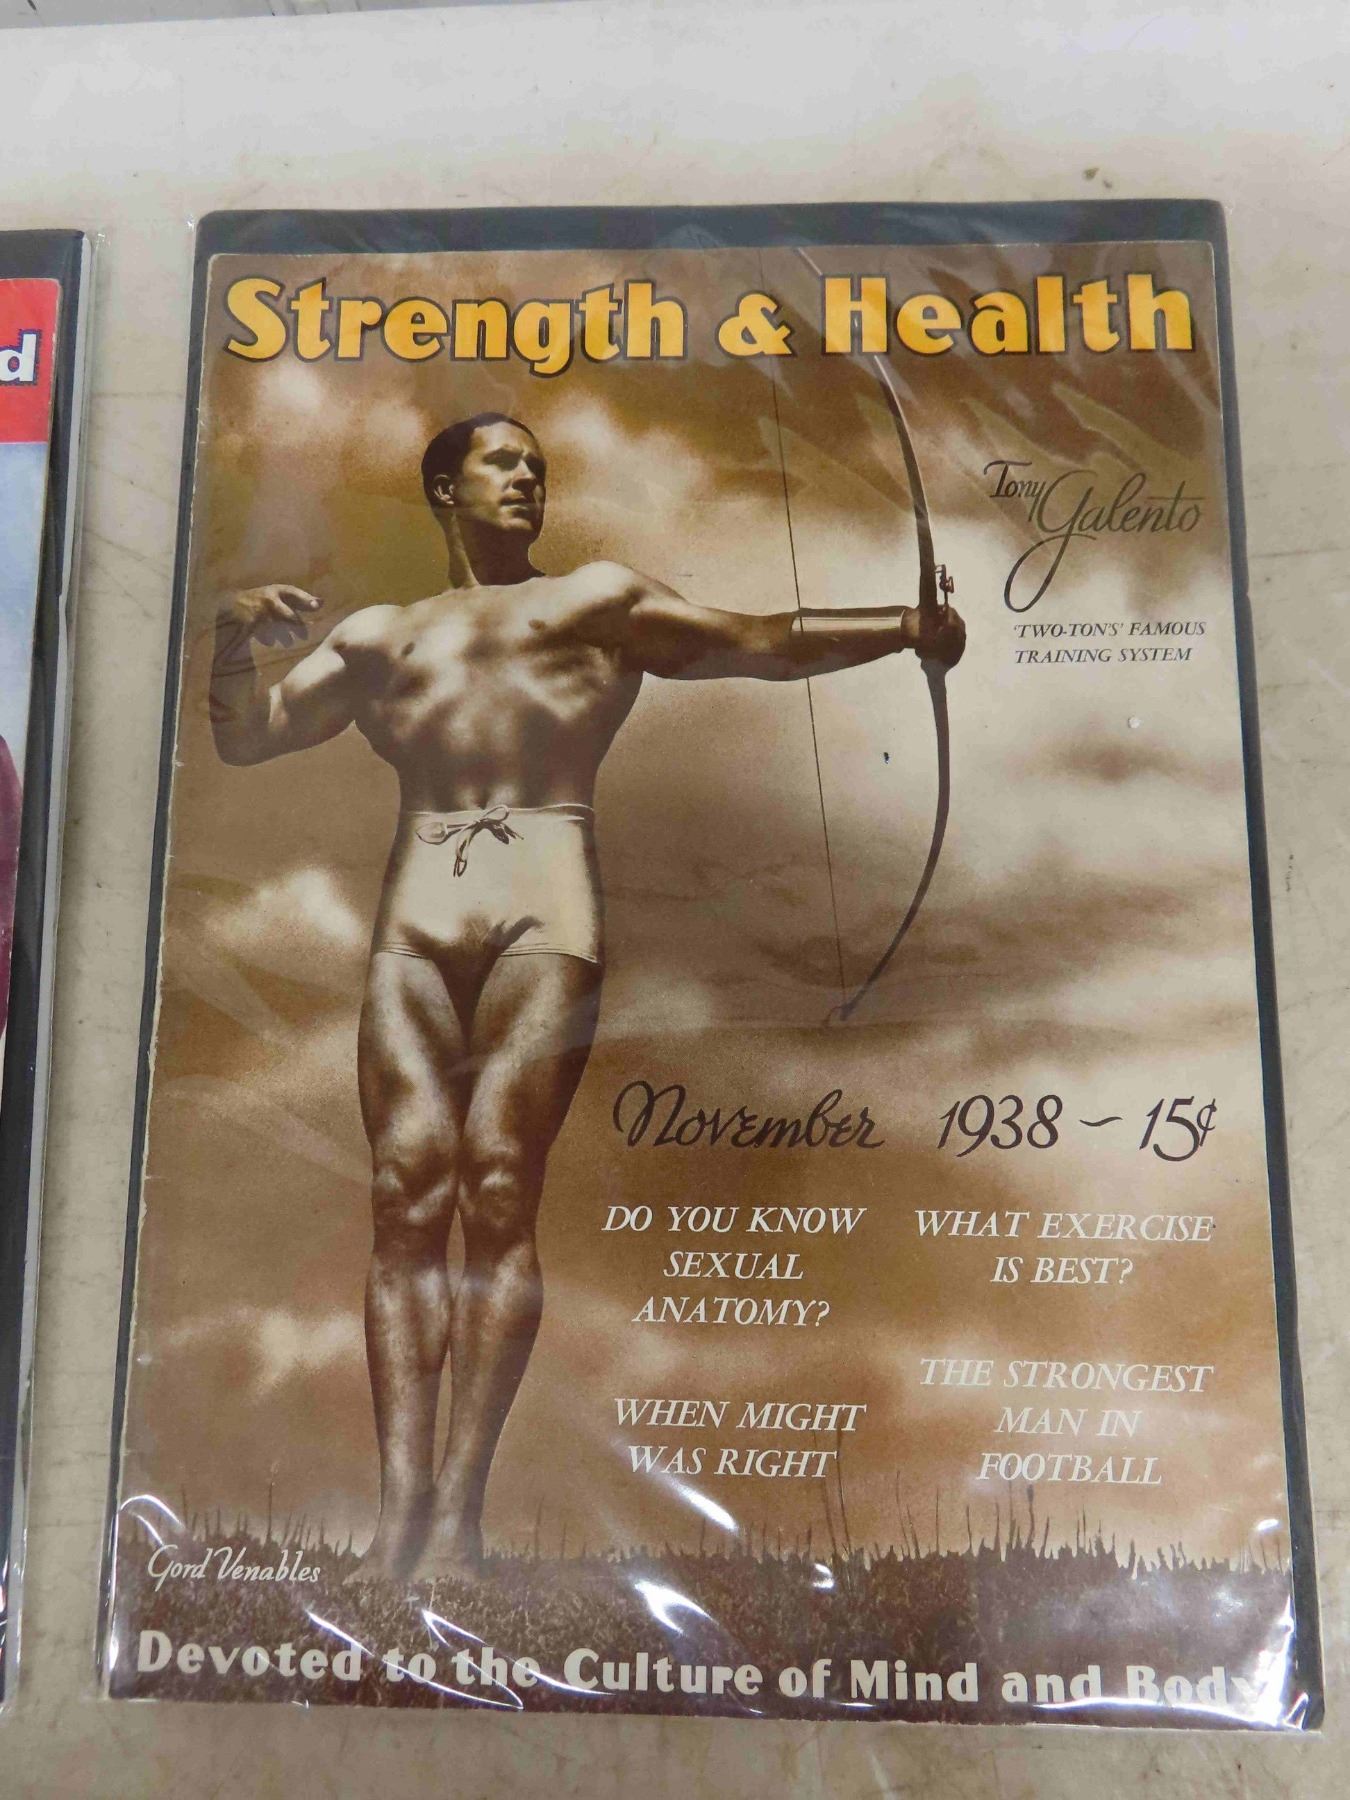 d
Strength & Health
Tony Galento
'TWO-TON'S' FAMOUS
TRAINING SYSTEM
November 1938 ~ 15¢
DO YOU KNOW
SEXUAL
ANATOMY?
WHAT EXERCISE
IS BEST?
WHEN MIGHT
WAS RIGHT
THE STRONGEST
MAN IN
FOOTBALL
Gord Venables
Devoted to the Culture of Mind and Body